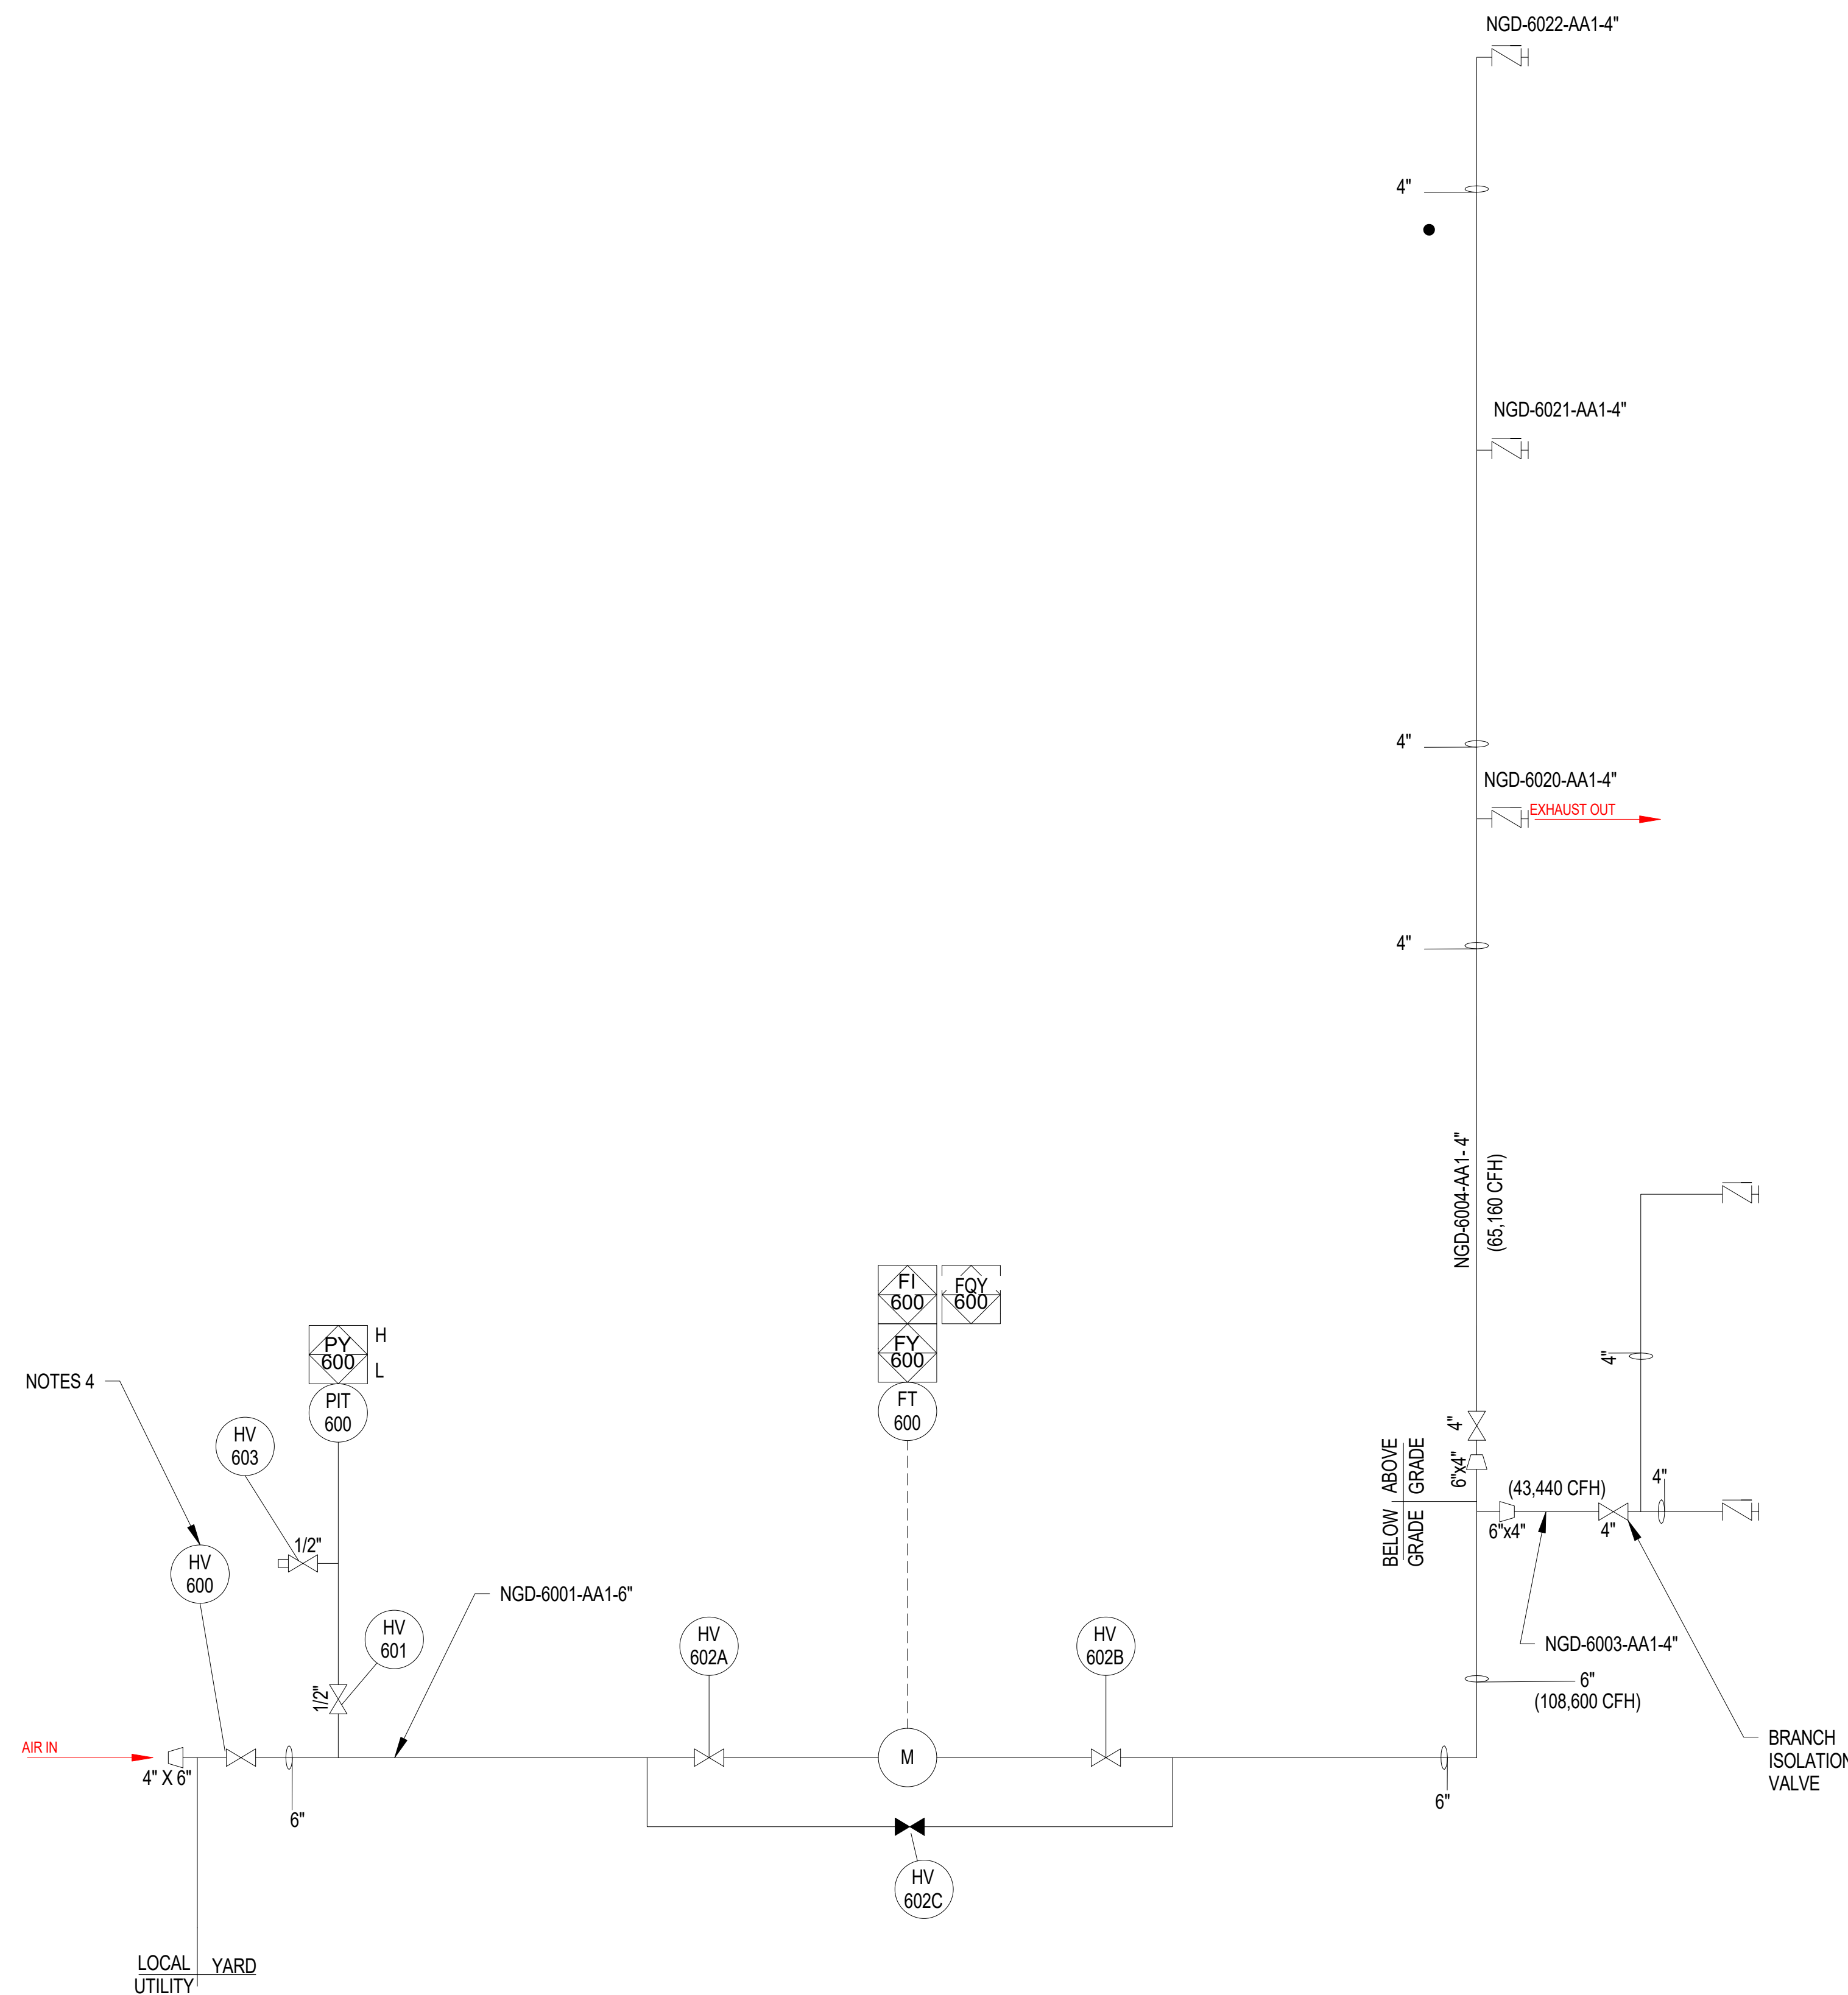 NGD-6022-AA1-4"
4"
NGD-6021-AA1-4"
4"
NGD-6020-AA1-4"
EXHAUST OUT
4"
NGD-6004-AA1- 4"
(65,160 CFH)
FI
600
FQY
600
FY
600
FT
600
PY
600
H
L
PIT
600
NOTES 4
HV
603
1/2"
HV
600
HV
601
1/2"
NGD-6001-AA1-6"
HV
602A
HV
602B
4"
6"x4"
ABOVE
GRADE
BELOW
GRADE
(43,440 CFH)
6"x4"
4"
4"
4"
NGD-6003-AA1-4"
6"
(108,600 CFH)
BRANCH
ISOLATION
VALVE
AIR IN
4" X 6"
6"
M
6"
HV
602C
LOCAL
UTILITY
YARD